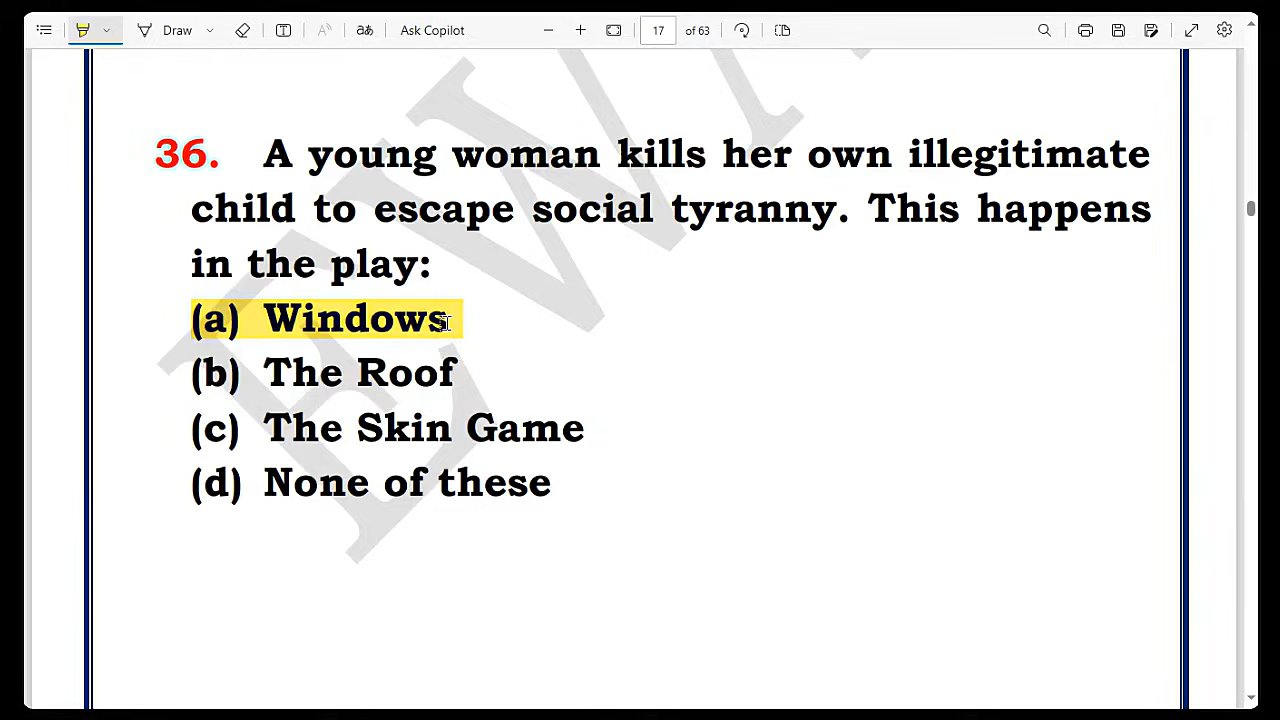 Draw
Ask Copilot
17
of 63
36. A young woman kills her own illegitimate
child to escape social tyranny. This happens
in the play:
(a) Windows
(b) The Roof
(c) The Skin Game
(d) None of these